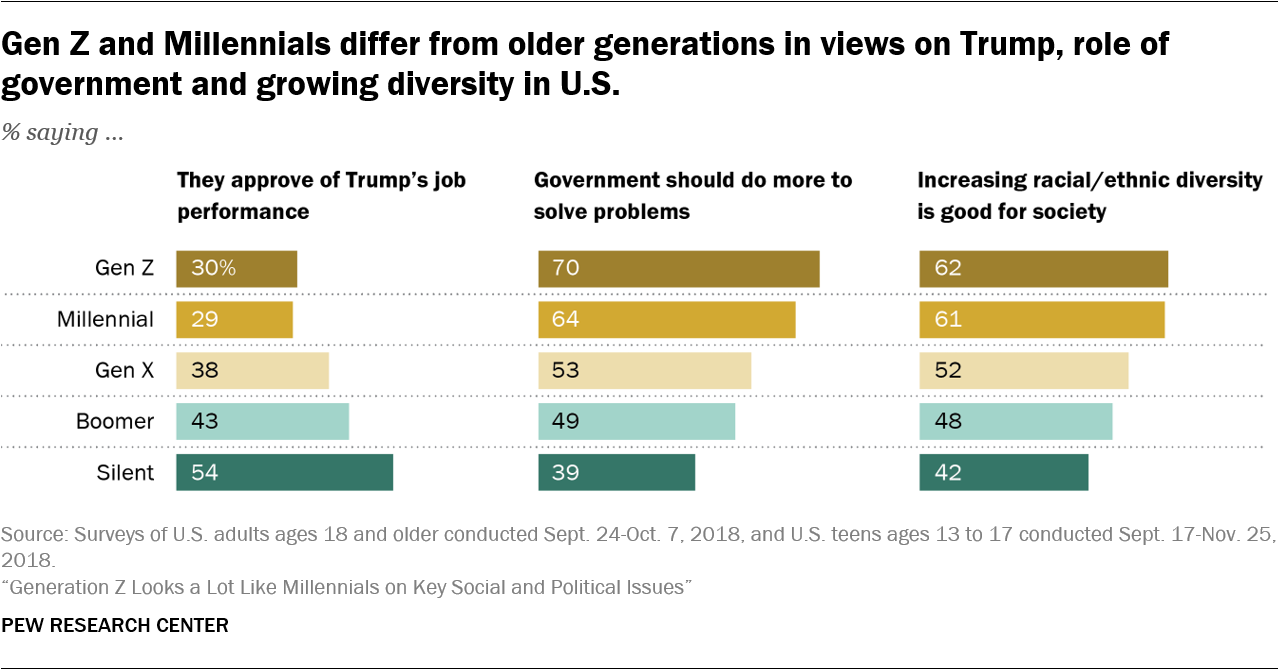 Gen Z and Millennials differ from older generations in views on Trump, role of
government and growing diversity in U.S.
% saying ...
They approve of Trump's job
performance
Government should do more to
solve problems
Increasing racial/ethnic diversity
is good for society
Gen Z 30% 70 62
Millennial 29 64 61
Gen X 38 53 52
Boomer 43 49 48
Silent 54 39 42
Source: Surveys of U.S. adults ages 18 and older conducted Sept. 24-Oct. 7, 2018, and U.S. teens ages 13 to 17 conducted Sept. 17-Nov. 25,
2018.
“Generation Z Looks a Lot Like Millennials on Key Social and Political Issues”
PEW RESEARCH CENTER